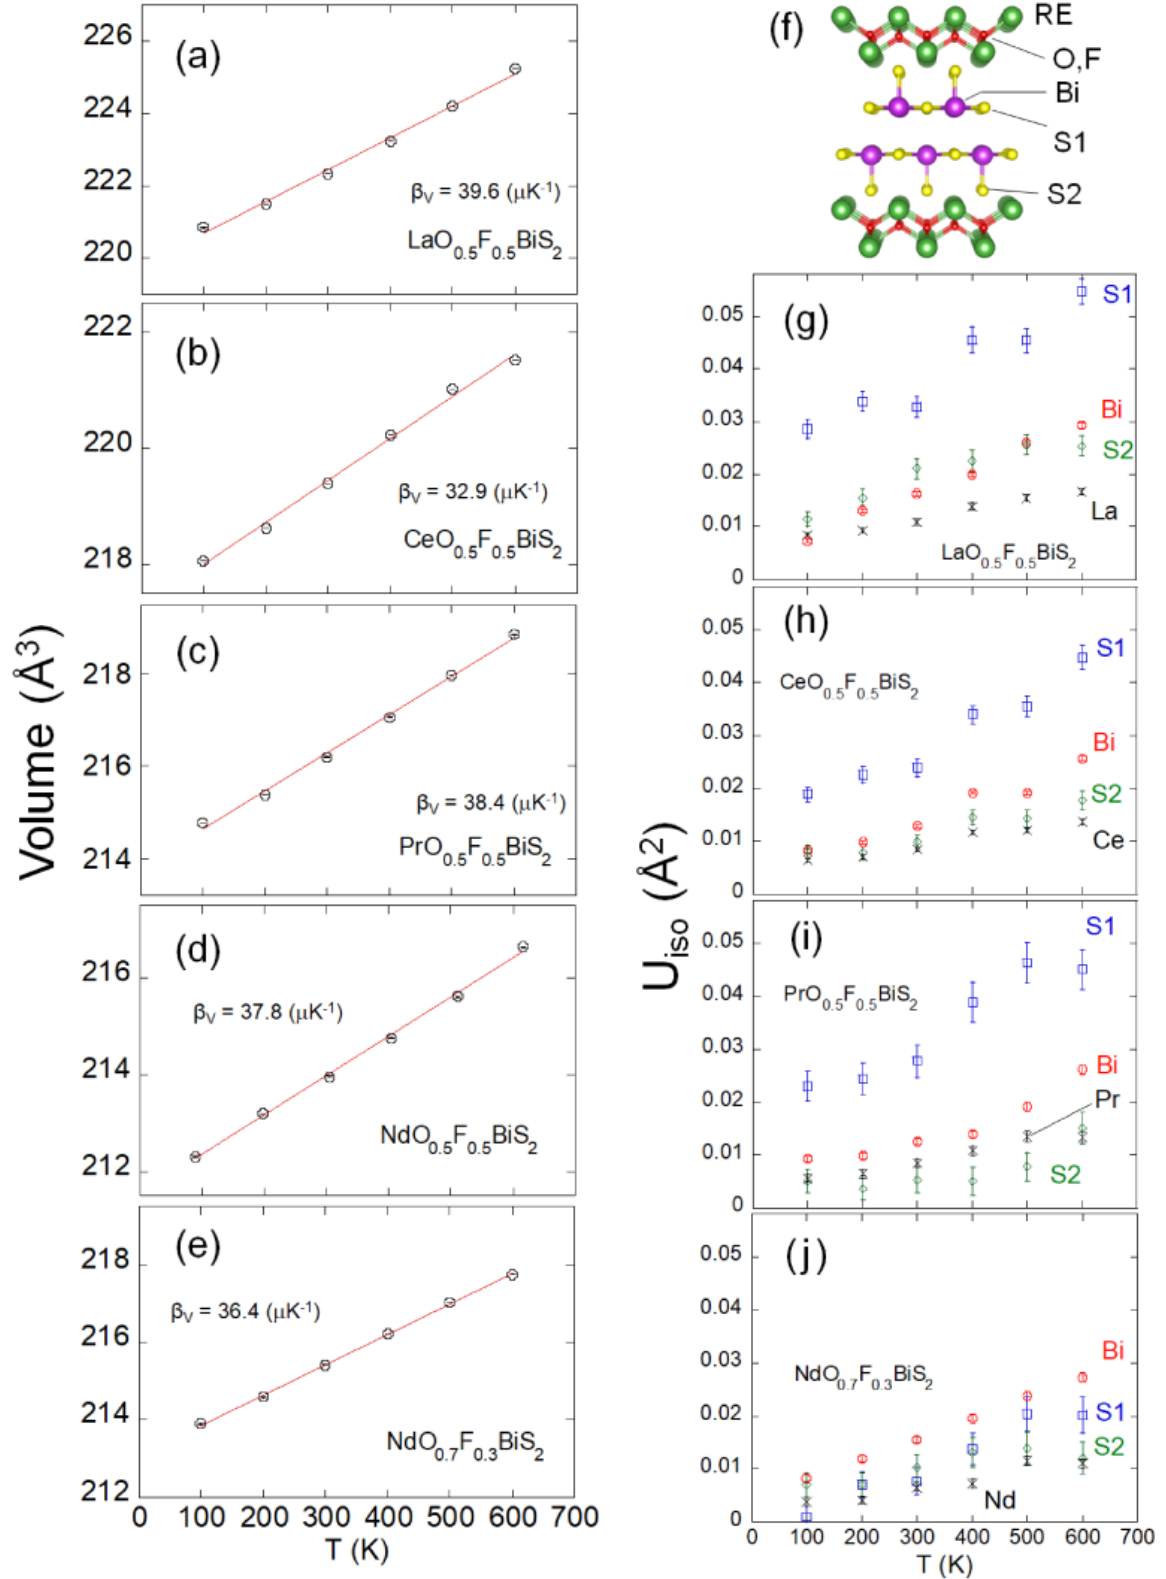 Volume (Å³)
226
224
222
220
(a)
βV = 39.6 (μK⁻¹)
LaO0.5F0.5BiS2
222
220
218
(b)
βV = 32.9 (μK⁻¹)
CeO0.5F0.5BiS2
218
216
214
(c)
βV = 38.4 (μK⁻¹)
PrO0.5F0.5BiS2
216
214
212
(d)
βV = 37.8 (μK⁻¹)
NdO0.5F0.5BiS2
218
216
214
212
(e)
βV = 36.4 (μK⁻¹)
NdO0.7F0.3BiS2
0 100 200 300 400 500 600 700
T (K)
(f)
RE
O,F
Bi
S1
S2
Uiso (Å²)
0.05
0.04
0.03
0.02
0.01
0
(g)
S1
Bi
S2
La
LaO0.5F0.5BiS2
0.05
0.04
0.03
0.02
0.01
0
(h)
CeO0.5F0.5BiS2
S1
Bi
S2
Ce
0.05
0.04
0.03
0.02
0.01
0
(i)
PrO0.5F0.5BiS2
S1
Bi
Pr
S2
0.05
0.04
0.03
0.02
0.01
0
(j)
NdO0.7F0.3BiS2
Bi
S1
S2
Nd
0 100 200 300 400 500 600 700
T (K)